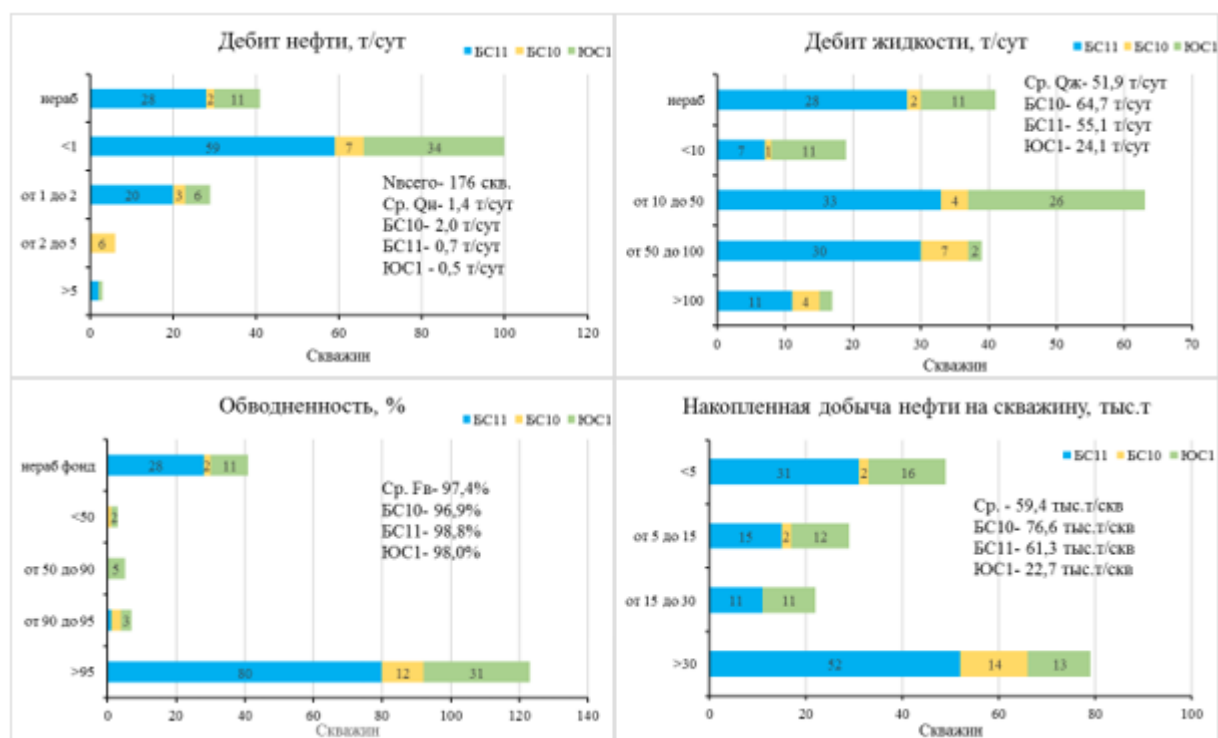 Дебит нефти, т/сут
БС11 БС10 ЮС1
нераб
28 2 11
<1
59 7 34
от 1 до 2
20 3 6
от 2 до 5
6
>5
Nвсего- 176 скв.
Ср. Qн- 1,4 т/сут
БС10- 2,0 т/сут
БС11- 0,7 т/сут
ЮС1 - 0,5 т/сут
0 20 40 60 80 100 120
Скважин
Дебит жидкости, т/сут
БС11 БС10 ЮС1
Ср. Qж- 51,9 т/сут
БС10- 64,7 т/сут
БС11- 55,1 т/сут
ЮС1- 24,1 т/сут
нераб
28 2 11
<10
7 1 11
от 10 до 50
33 4 26
от 50 до 100
30 7 2
>100
11 4
0 10 20 30 40 50 60 70
Скважин
Обводненность, %
БС11 БС10 ЮС1
нераб фонд
28 2 11
<50
2
от 50 до 90
5
от 90 до 95
3
>95
80 12 31
Ср. Fв- 97,4%
БС10- 96,9%
БС11- 98,8%
ЮС1- 98,0%
0 20 40 60 80 100 120 140
Скважин
Накопленная добыча нефти на скважину, тыс.т
БС11 БС10 ЮС1
<5
31 2 16
от 5 до 15
15 2 12
от 15 до 30
11 11
>30
52 14 13
Ср. - 59,4 тыс.т/скв
БС10- 76,6 тыс.т/скв
БС11- 61,3 тыс.т/скв
ЮС1- 22,7 тыс.т/скв
0 20 40 60 80 100
Скважин